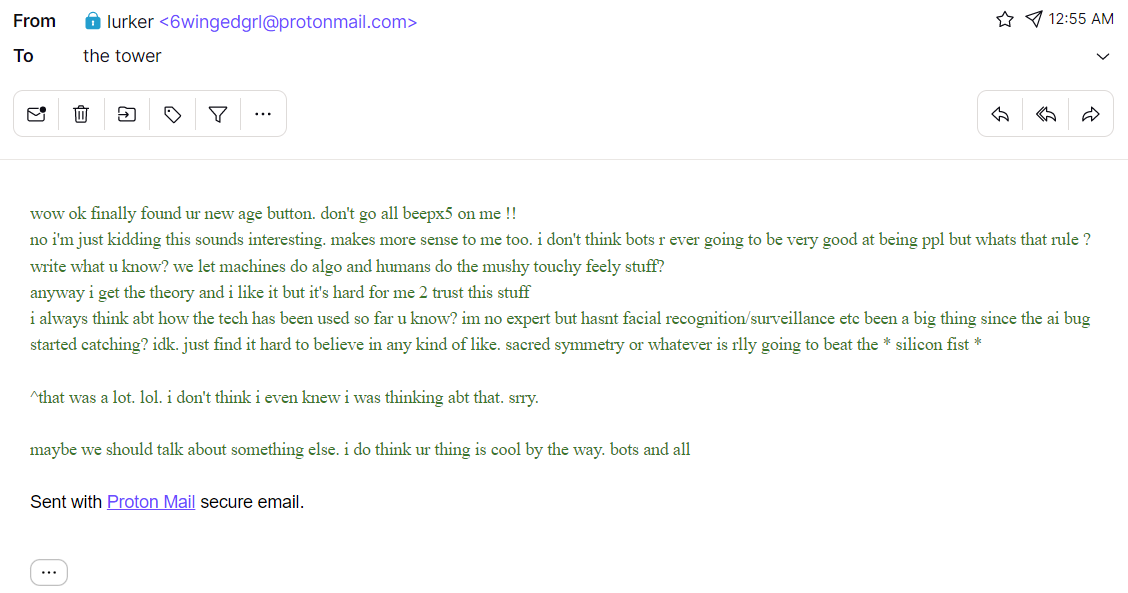 From lurker <6wingedgrl@protonmail.com> 12:55 AM
To the tower
wow ok finally found ur new age button. don't go all beepx5 on me !!
no i'm just kidding this sounds interesting. makes more sense to me too. i don't think bots r ever going to be very good at being ppl but whats that rule ?
write what u know? we let machines do algo and humans do the mushy touchy feely stuff?
anyway i get the theory and i like it but it's hard for me 2 trust this stuff
i always think abt how the tech has been used so far u know? im no expert but hasnt facial recognition/surveillance etc been a big thing since the ai bug
started catching? idk. just find it hard to believe in any kind of like. sacred symmetry or whatever is rlly going to beat the * silicon fist *
^that was a lot. lol. i don't think i even knew i was thinking abt that. srry.
maybe we should talk about something else. i do think ur thing is cool by the way. bots and all
Sent with Proton Mail secure email.